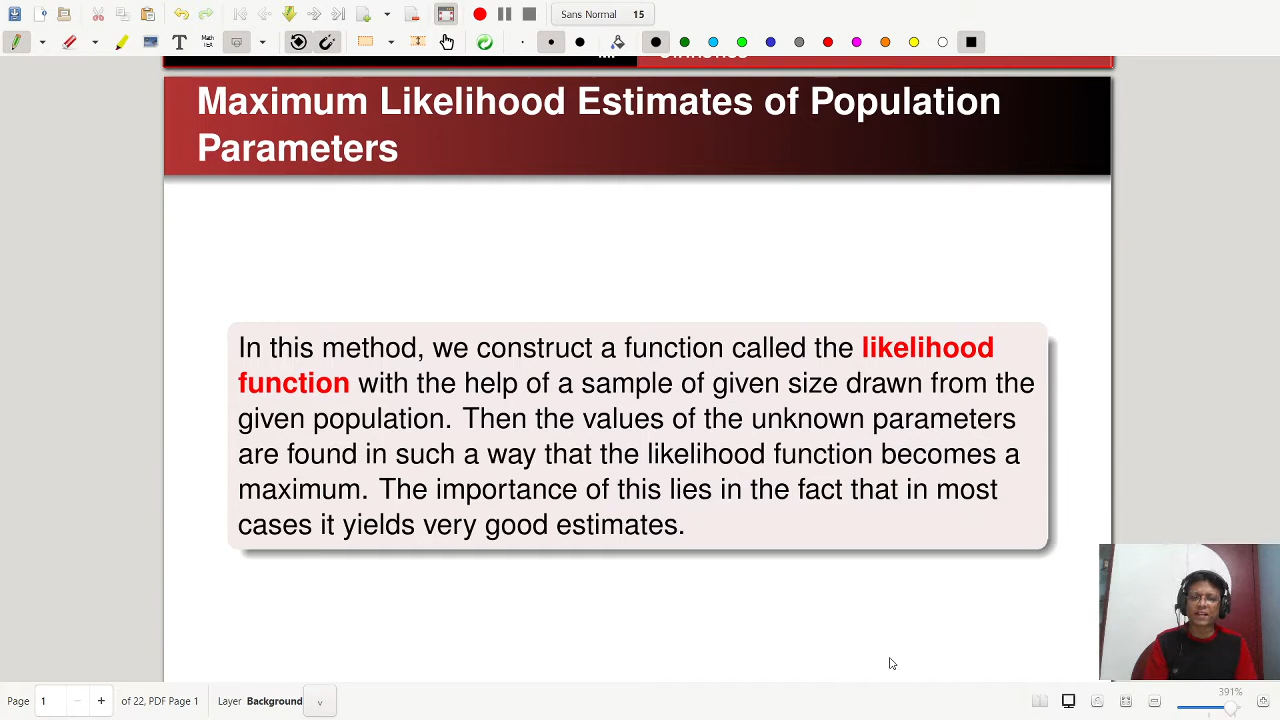 Sans Normal 15
Maximum Likelihood Estimates of Population
Parameters
In this method, we construct a function called the likelihood
function with the help of a sample of given size drawn from the
given population. Then the values of the unknown parameters
are found in such a way that the likelihood function becomes a
maximum. The importance of this lies in the fact that in most
cases it yields very good estimates.
391%
Page 1 of 22, PDF Page 1 Layer Background